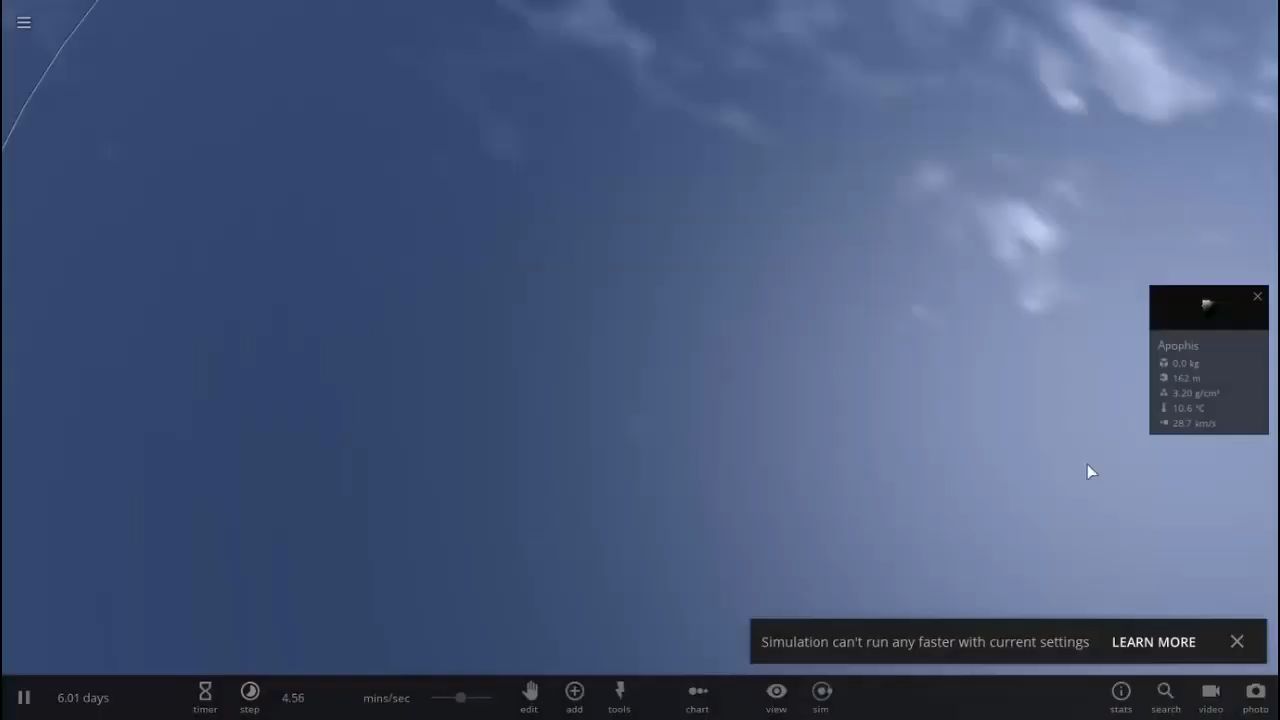 Apophis
0.0 kg
162 m
3.20 g/cm³
10.6 °C
28.7 km/s
Simulation can't run any faster with current settings LEARN MORE
6.01 days
timer
step
4.56
mins/sec
edit
add
tools
chart
view
sim
stats
search
video
photo